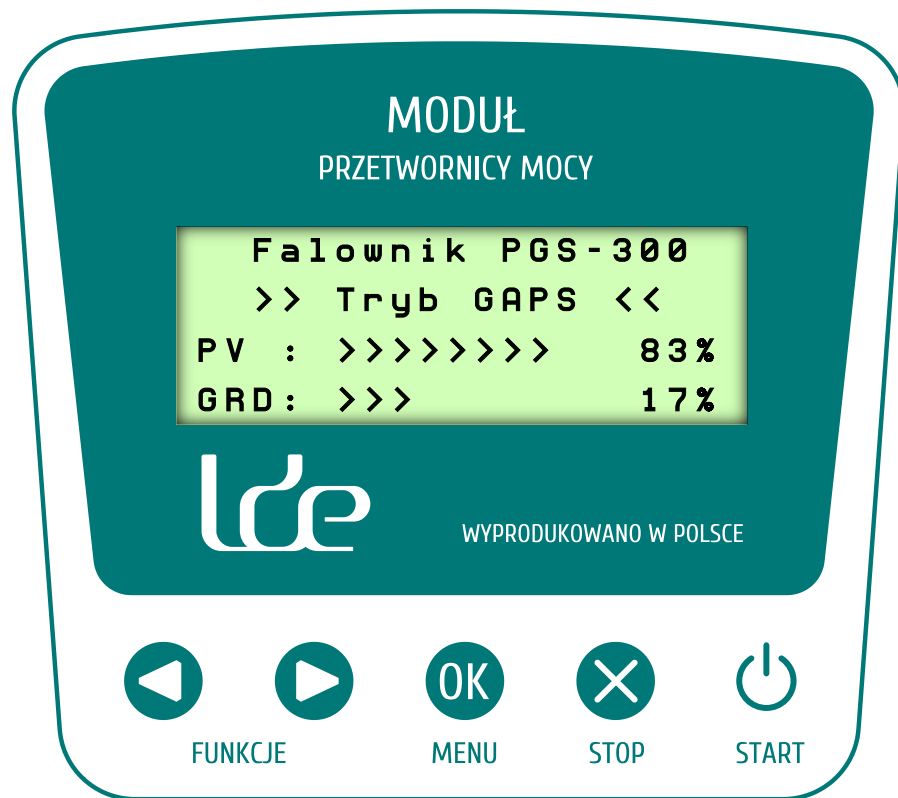 MODUŁ
PRZETWORNICY MOCY
Falownik PGS-300
>> Tryb GAPS <<
PV : >>>>>>>> 83%
GRD: >>> 17%
lde
WYPRODUKOWANO W POLSCE
OK
FUNKCJE MENU STOP START